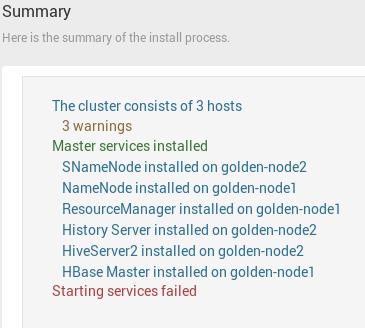 Summary
Here is the summary of the install process.
The cluster consists of 3 hosts
3 warnings
Master services installed
SNameNode installed on golden-node2
NameNode installed on golden-node1
ResourceManager installed on golden-node1
History Server installed on golden-node2
HiveServer2 installed on golden-node2
HBase Master installed on golden-node1
Starting services failed